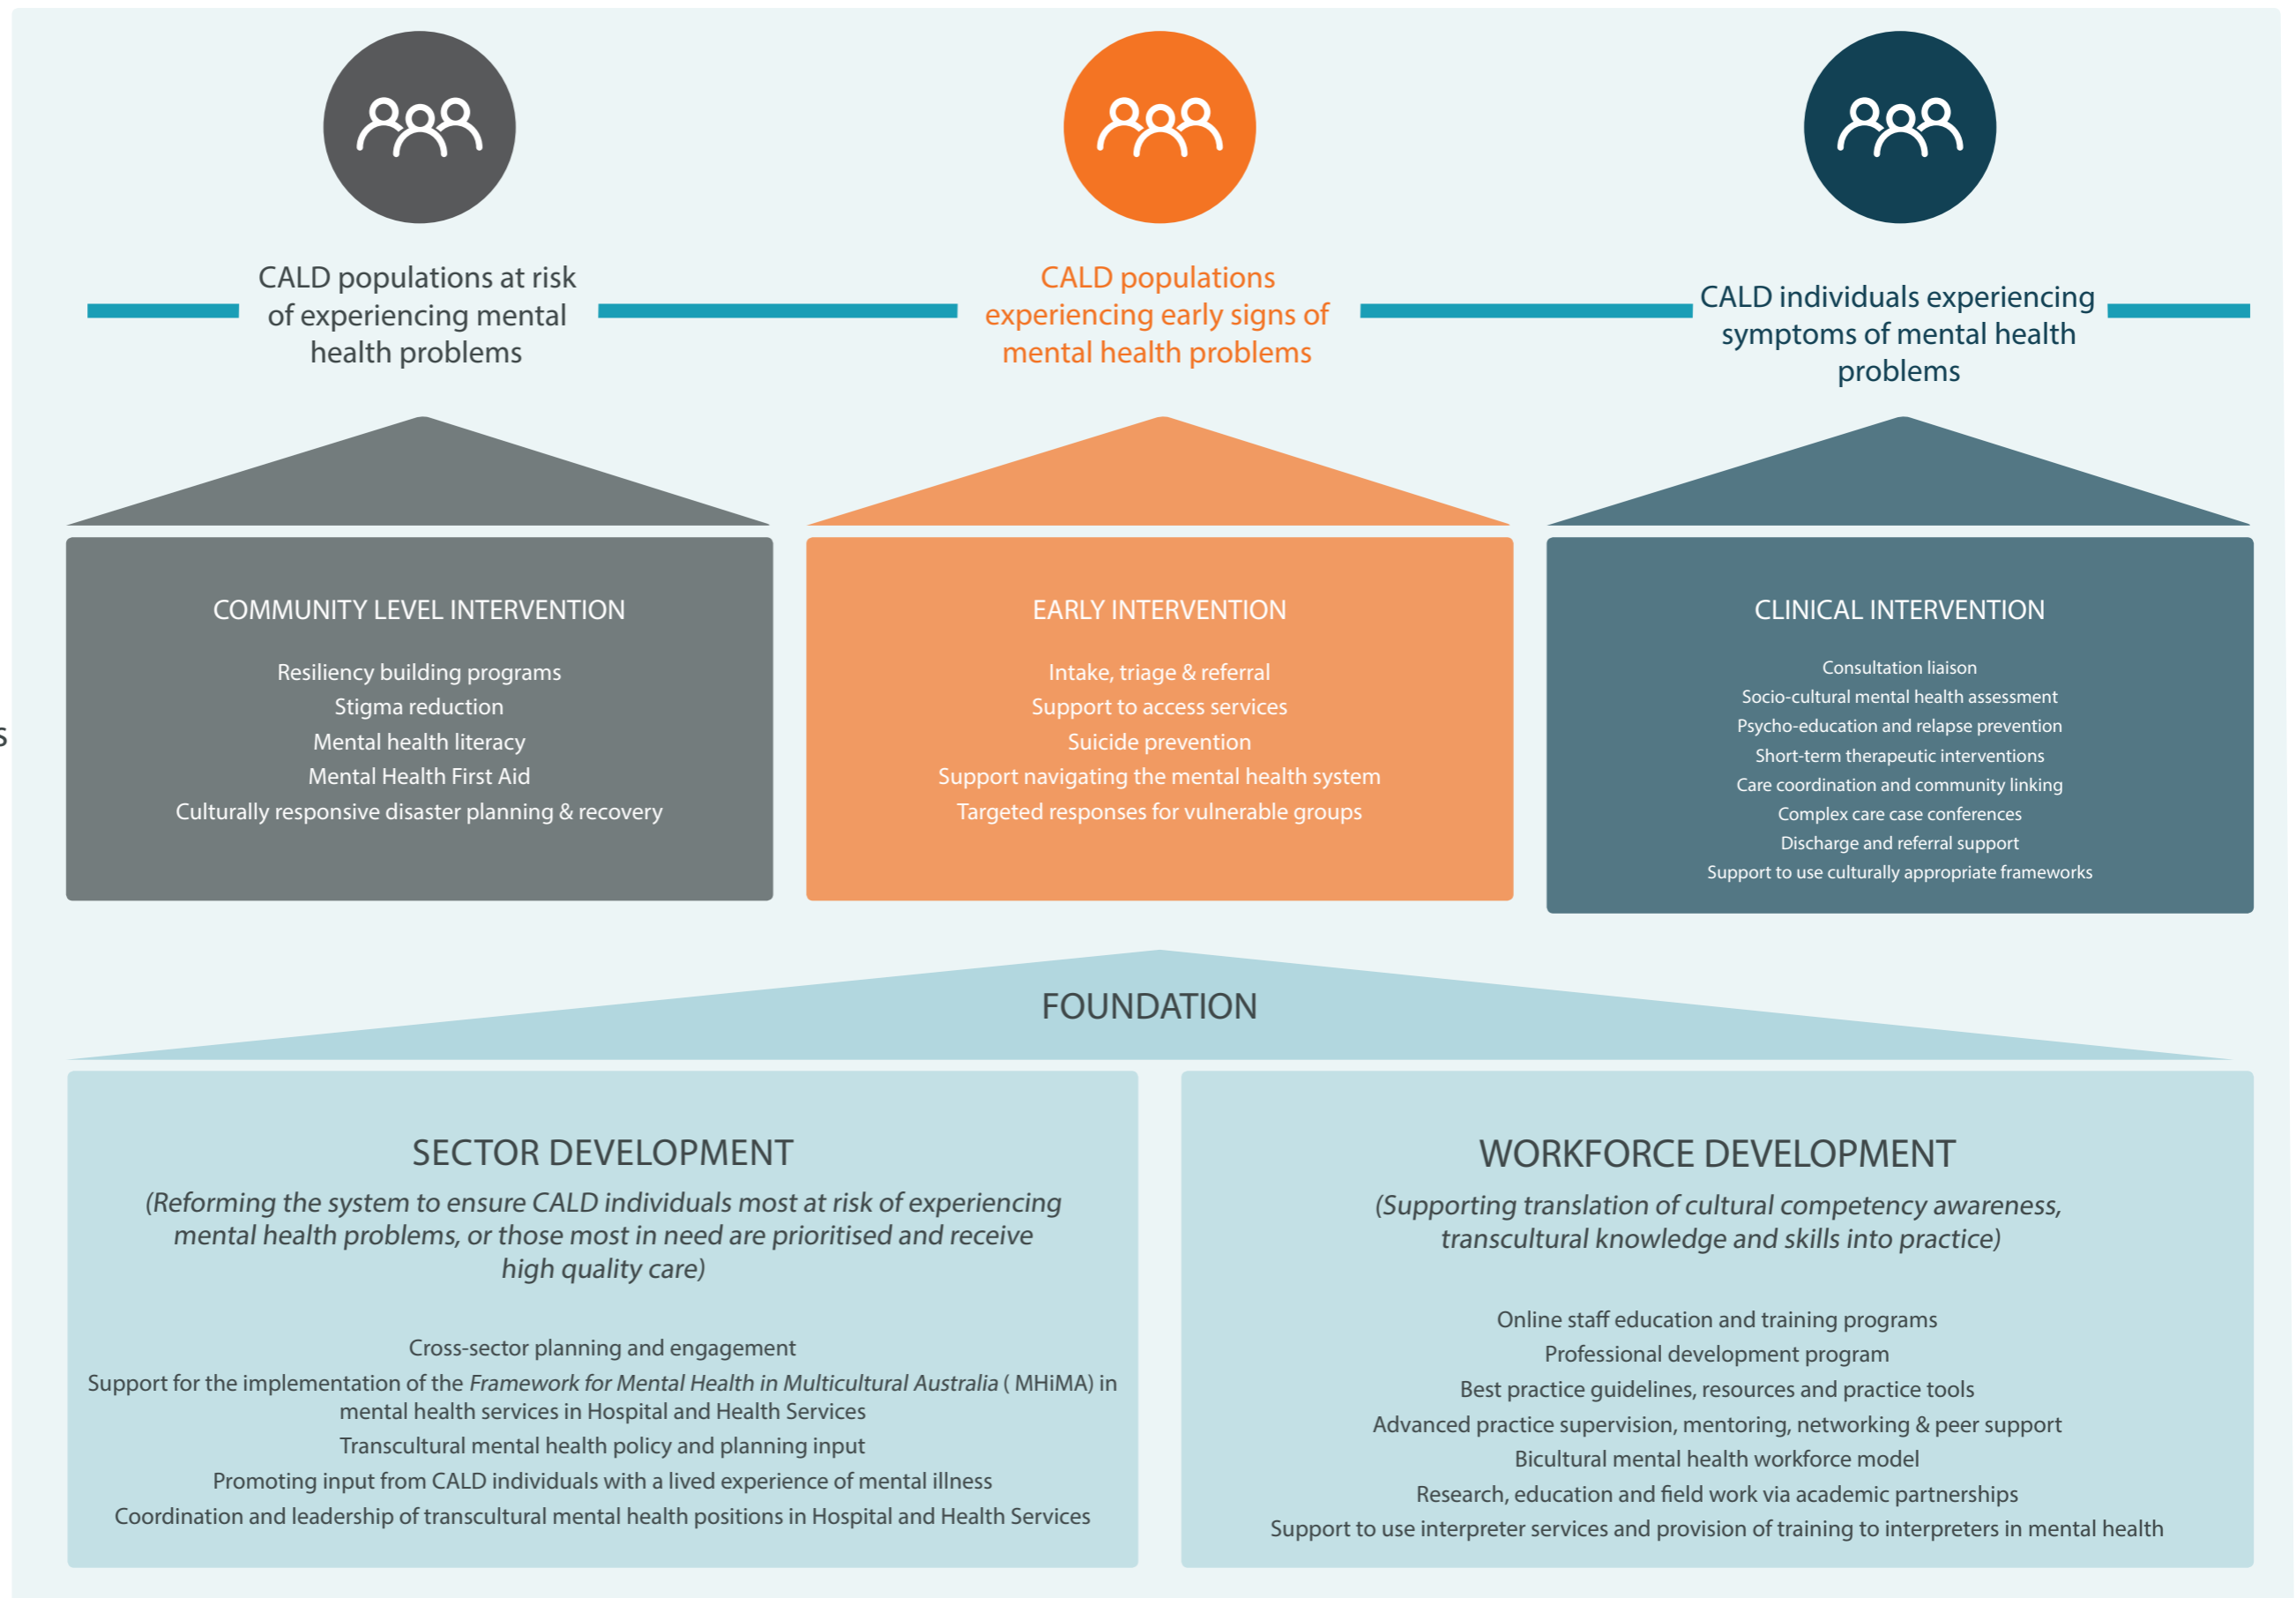 CALD populations at risk
of experiencing mental
health problems
CALD populations
experiencing early signs of
mental health problems
CALD individuals experiencing
symptoms of mental health
problems
COMMUNITY LEVEL INTERVENTION
Resiliency building programs
Stigma reduction
Mental health literacy
Mental Health First Aid
Culturally responsive disaster planning & recovery
EARLY INTERVENTION
Intake, triage & referral
Support to access services
Suicide prevention
Support navigating the mental health system
Targeted responses for vulnerable groups
CLINICAL INTERVENTION
Consultation liaison
Socio-cultural mental health assessment
Psycho-education and relapse prevention
Short-term therapeutic interventions
Care coordination and community linking
Complex care case conferences
Discharge and referral support
Support to use culturally appropriate frameworks
s
FOUNDATION
SECTOR DEVELOPMENT
(Reforming the system to ensure CALD individuals most at risk of experiencing
mental health problems, or those most in need are prioritised and receive
high quality care)
Cross-sector planning and engagement
Support for the implementation of the Framework for Mental Health in Multicultural Australia ( MHiMA) in
mental health services in Hospital and Health Services
Transcultural mental health policy and planning input
Promoting input from CALD individuals with a lived experience of mental illness
Coordination and leadership of transcultural mental health positions in Hospital and Health Services
WORKFORCE DEVELOPMENT
(Supporting translation of cultural competency awareness,
transcultural knowledge and skills into practice)
Online staff education and training programs
Professional development program
Best practice guidelines, resources and practice tools
Advanced practice supervision, mentoring, networking & peer support
Bicultural mental health workforce model
Research, education and field work via academic partnerships
Support to use interpreter services and provision of training to interpreters in mental health